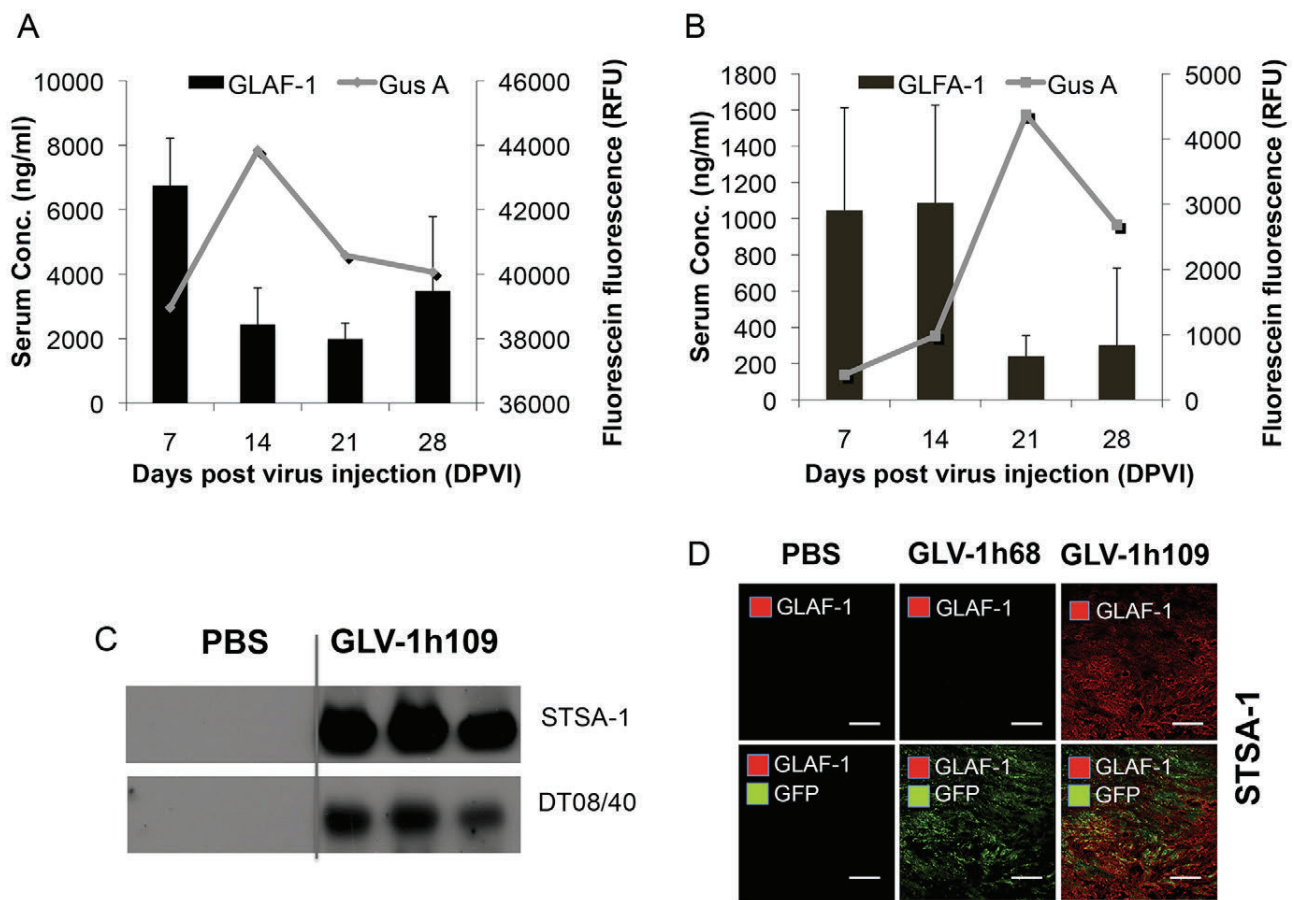 A
GLAF-1 Gus A
10000
8000
6000
4000
2000
0
Serum Conc. (ng/ml)
46000
44000
42000
40000
38000
36000
Fluorescein fluorescence (RFU)
7 14 21 28
Days post virus injection (DPVI)
B
GLFA-1 Gus A
1800
1600
1400
1200
1000
800
600
400
200
0
Serum Conc. (ng/ml)
5000
4000
3000
2000
1000
0
Fluorescein fluorescence (RFU)
7 14 21 28
Days post virus injection (DPVI)
C
PBS GLV-1h109
STSA-1
DT08/40
D
PBS GLV-1h68 GLV-1h109
GLAF-1 GLAF-1 GLAF-1
GLAF-1 GLAF-1 GLAF-1
GFP GFP GFP
STSA-1